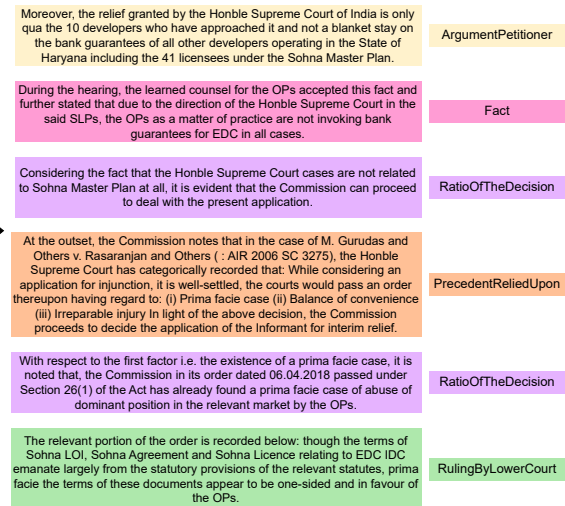 Moreover, the relief granted by the Honble Supreme Court of India is only
qua the 10 developers who have approached it and not a blanket stay on
the bank guarantees of all other developers operating in the State of
Haryana including the 41 licensees under the Sohna Master Plan.
ArgumentPetitioner
During the hearing, the learned counsel for the OPs accepted this fact and
further stated that due to the direction of the Honble Supreme Court in the
said SLPs, the OPs as a matter of practice are not invoking bank
guarantees for EDC in all cases.
Fact
Considering the fact that the Honble Supreme Court cases are not related
to Sohna Master Plan at all, it is evident that the Commission can proceed
to deal with the present application.
RatioOfTheDecision
At the outset, the Commission notes that in the case of M. Gurudas and
Others v. Rasaranjan and Others ( : AIR 2006 SC 3275), the Honble
Supreme Court has categorically recorded that: While considering an
application for injunction, it is well-settled, the courts would pass an order
thereupon having regard to: (i) Prima facie case (ii) Balance of convenience
(iii) Irreparable injury In light of the above decision, the Commission
proceeds to decide the application of the Informant for interim relief.
PrecedentReliedUpon
With respect to the first factor i.e. the existence of a prima facie case, it is
noted that, the Commission in its order dated 06.04.2018 passed under
Section 26(1) of the Act has already found a prima facie case of abuse of
dominant position in the relevant market by the OPs.
RatioOfTheDecision
The relevant portion of the order is recorded below: though the terms of
Sohna LOI, Sohna Agreement and Sohna Licence relating to EDC IDC
emanate largely from the statutory provisions of the relevant statutes, prima
facie the terms of these documents appear to be one-sided and in favour of
the OPs.
RulingByLowerCourt